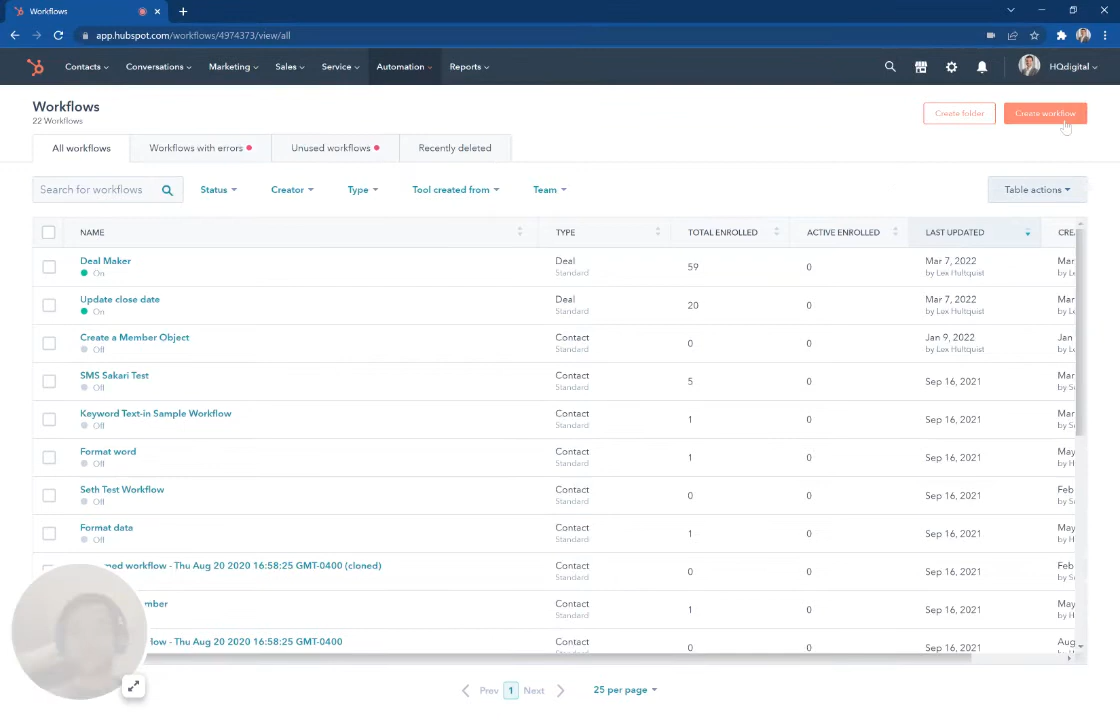 Workflows
app.hubspot.com/workflows/4974373/view/all
Contacts Conversations Marketing Sales Service Automation Reports HQdigital
Workflows
22 Workflows
Create folder Create workflow
All workflows Workflows with errors Unused workflows Recently deleted
Search for workflows Status Creator Type Tool created from Team Table actions
NAME TYPE TOTAL ENROLLED ACTIVE ENROLLED LAST UPDATED
Deal Maker Deal 59 0 Mar 7, 2022 Mar
On Standard by Lex Hultquist by Le
Update close date Deal 20 0 Mar 7, 2022 Mar
On Standard by Lex Hultquist by Le
Create a Member Object Contact 0 0 Jan 9, 2022 Jan
Off Standard by Lex Hultquist by Le
SMS Sakari Test Contact 5 0 Sep 16, 2021 Mar
Off Standard by S
Keyword Text-in Sample Workflow Contact 1 0 Sep 16, 2021 Mar
Off Standard by S
Format word Contact 1 0 Sep 16, 2021 May
Off Standard by H
Seth Test Workflow Contact 0 0 Sep 16, 2021 Feb
Off Standard by S
Format data Contact 1 0 Sep 16, 2021 May
Off Standard by H
med workflow - Thu Aug 20 2020 16:58:25 GMT-0400 (cloned) Contact 0 0 Sep 16, 2021 Feb
Standard by S
mber Contact 1 0 Sep 16, 2021 May
Standard by H
flow - Thu Aug 20 2020 16:58:25 GMT-0400 Contact 0 0 Sep 16, 2021 Aug
Prev 1 Next 25 per page